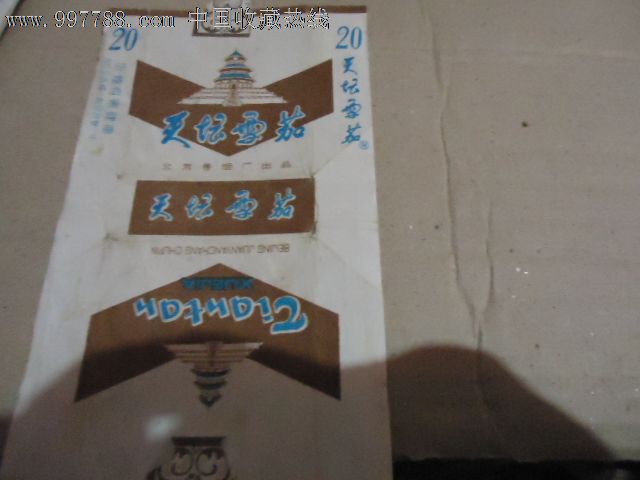 www.997788.com 中国收藏热线
20
20
天坛雪茄
天坛雪茄
北京卷烟厂出品
天坛雪茄
BEIJING JUANYANCHANG CHUPIN
Tiantan
XUEJIA